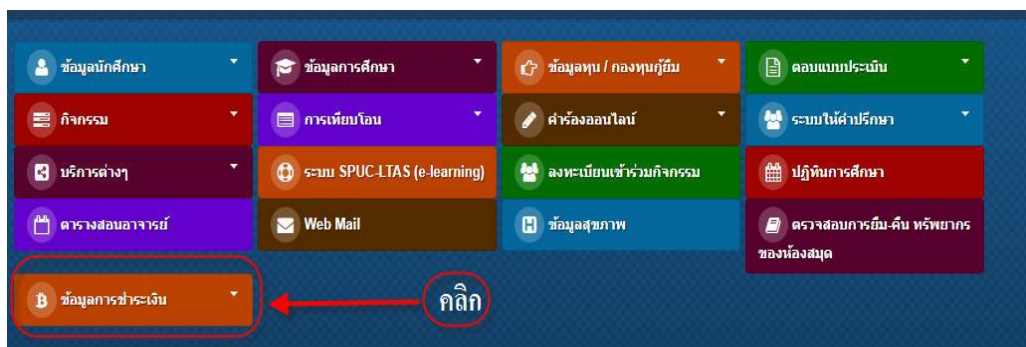 ข้อมูลนักศึกษา
ข้อมูลการศึกษา
ข้อมูลทุน / กองทุนกู้ยืม
ตอบแบบประเมิน
กิจกรรม
การเทียบโอน
คำร้องออนไลน์
ระบบให้คำปรึกษา
บริการต่างๆ
ระบบ SPUC-LTAS (e-learning)
ลงทะเบียนเข้าร่วมกิจกรรม
ปฏิทินการศึกษา
ตารางสอนอาจารย์
Web Mail
ข้อมูลสุขภาพ
ตรวจสอบการยืม-คืน ทรัพยากร
ของห้องสมุด
ข้อมูลการชำระเงิน
คลิก